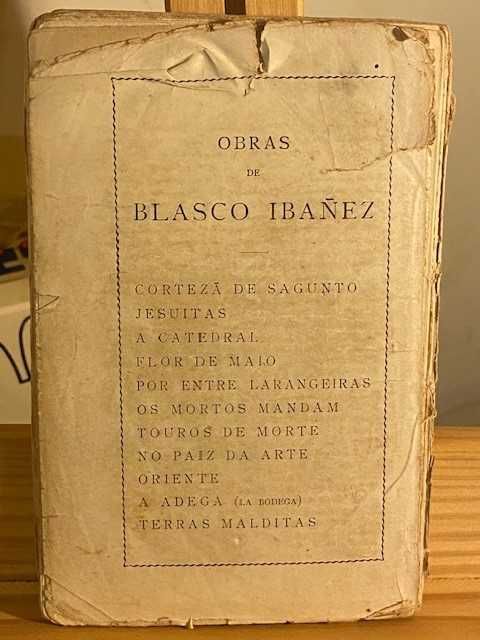 OBRAS
DE
BLASCO IBAÑEZ
CORTEZÃ DE SAGUNTO
JESUITAS
A CATEDRAL
FLOR DE MAIO
POR ENTRE LARANGEIRAS
OS MORTOS MANDAM
TOUROS DE MORTE
NO PAIZ DA ARTE
ORIENTE
A ADEGA (LA BODEGA)
TERRAS MALDITAS